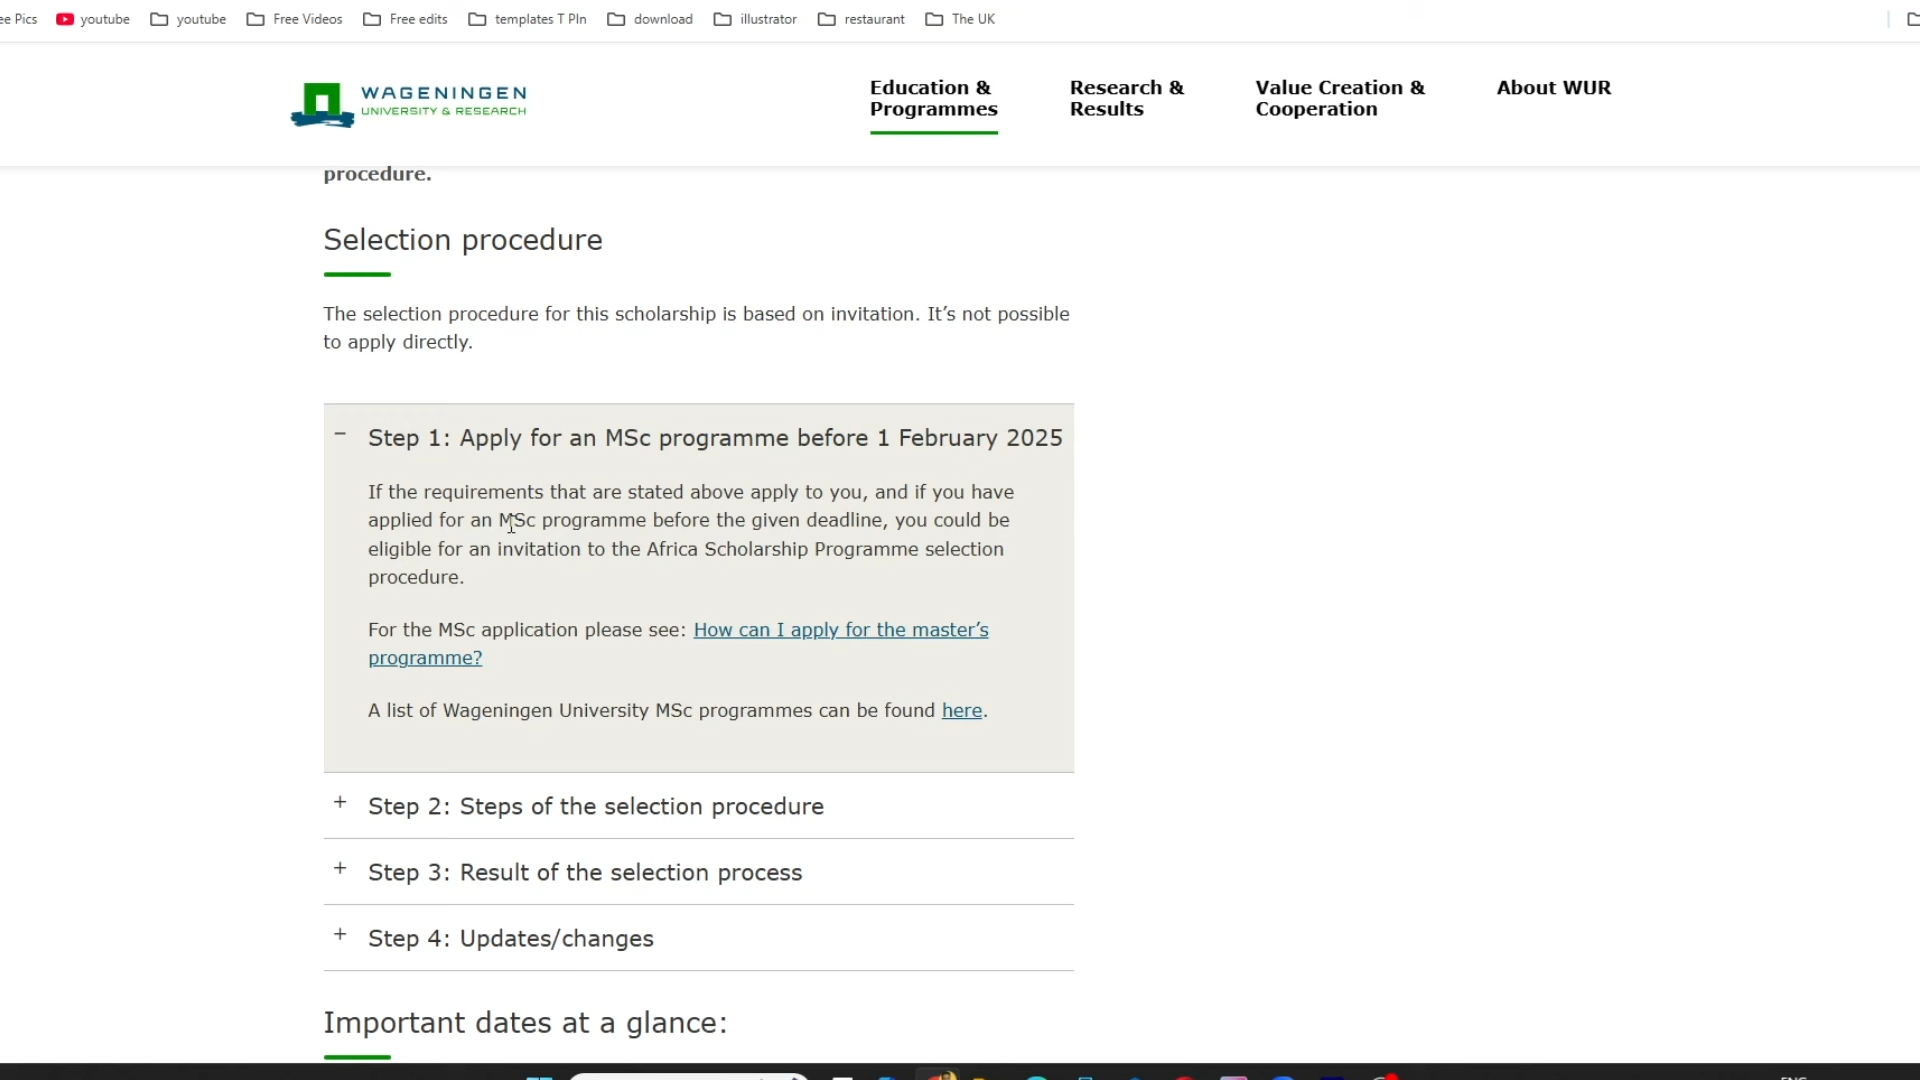 ee Pics youtube youtube Free Videos Free edits templates T Pln download illustrator restaurant The UK
WAGENINGEN
UNIVERSITY & RESEARCH
Education &
Programmes
Research &
Results
Value Creation &
Cooperation
About WUR
procedure.
Selection procedure
The selection procedure for this scholarship is based on invitation. It’s not possible
to apply directly.
− Step 1: Apply for an MSc programme before 1 February 2025
If the requirements that are stated above apply to you, and if you have
applied for an MSc programme before the given deadline, you could be
eligible for an invitation to the Africa Scholarship Programme selection
procedure.
For the MSc application please see: How can I apply for the master’s
programme?
A list of Wageningen University MSc programmes can be found here.
+ Step 2: Steps of the selection procedure
+ Step 3: Result of the selection process
+ Step 4: Updates/changes
Important dates at a glance:
ENG